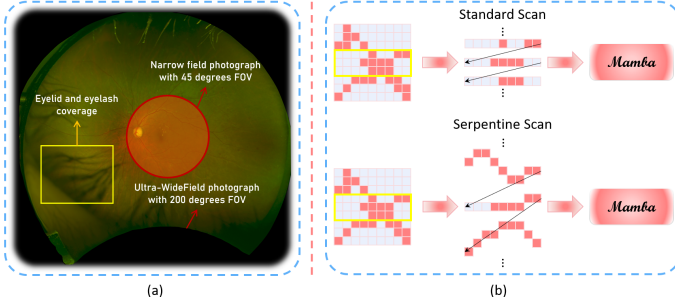 Narrow field photograph
with 45 degrees FOV
Eyelid and eyelash
coverage
Ultra-WideField photograph
with 200 degrees FOV
(a)
Standard Scan
Mamba
Serpentine Scan
Mamba
(b)